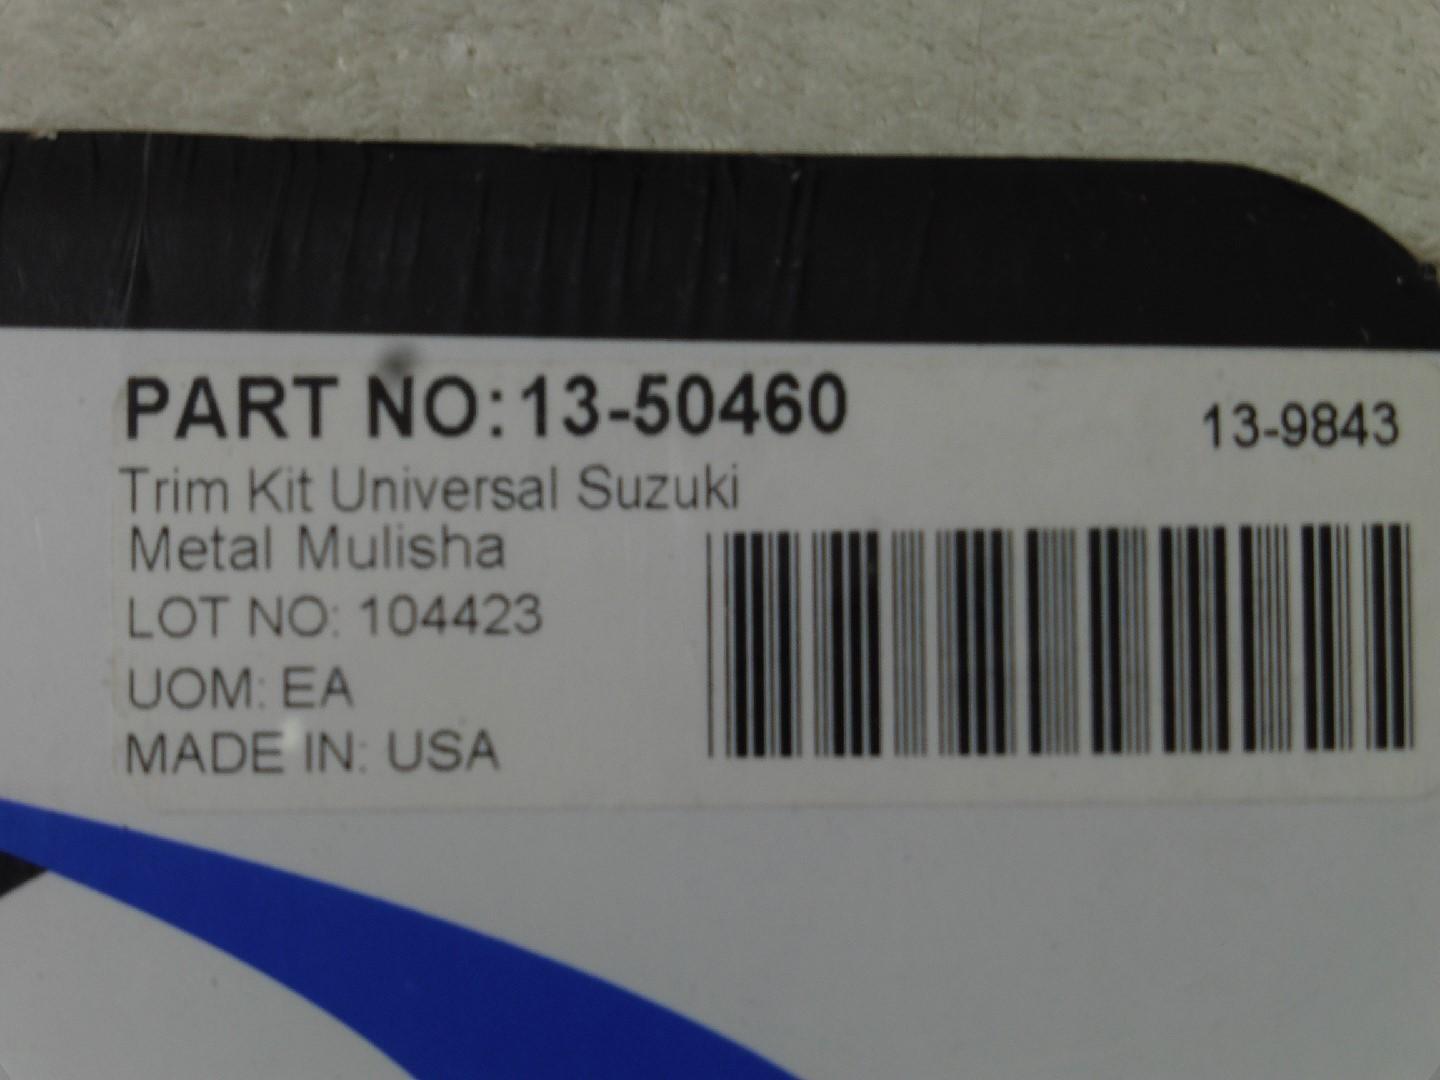 PART NO: 13-50460
13-9843
Trim Kit Universal Suzuki
Metal Mulisha
LOT NO: 104423
UOM: EA
MADE IN: USA